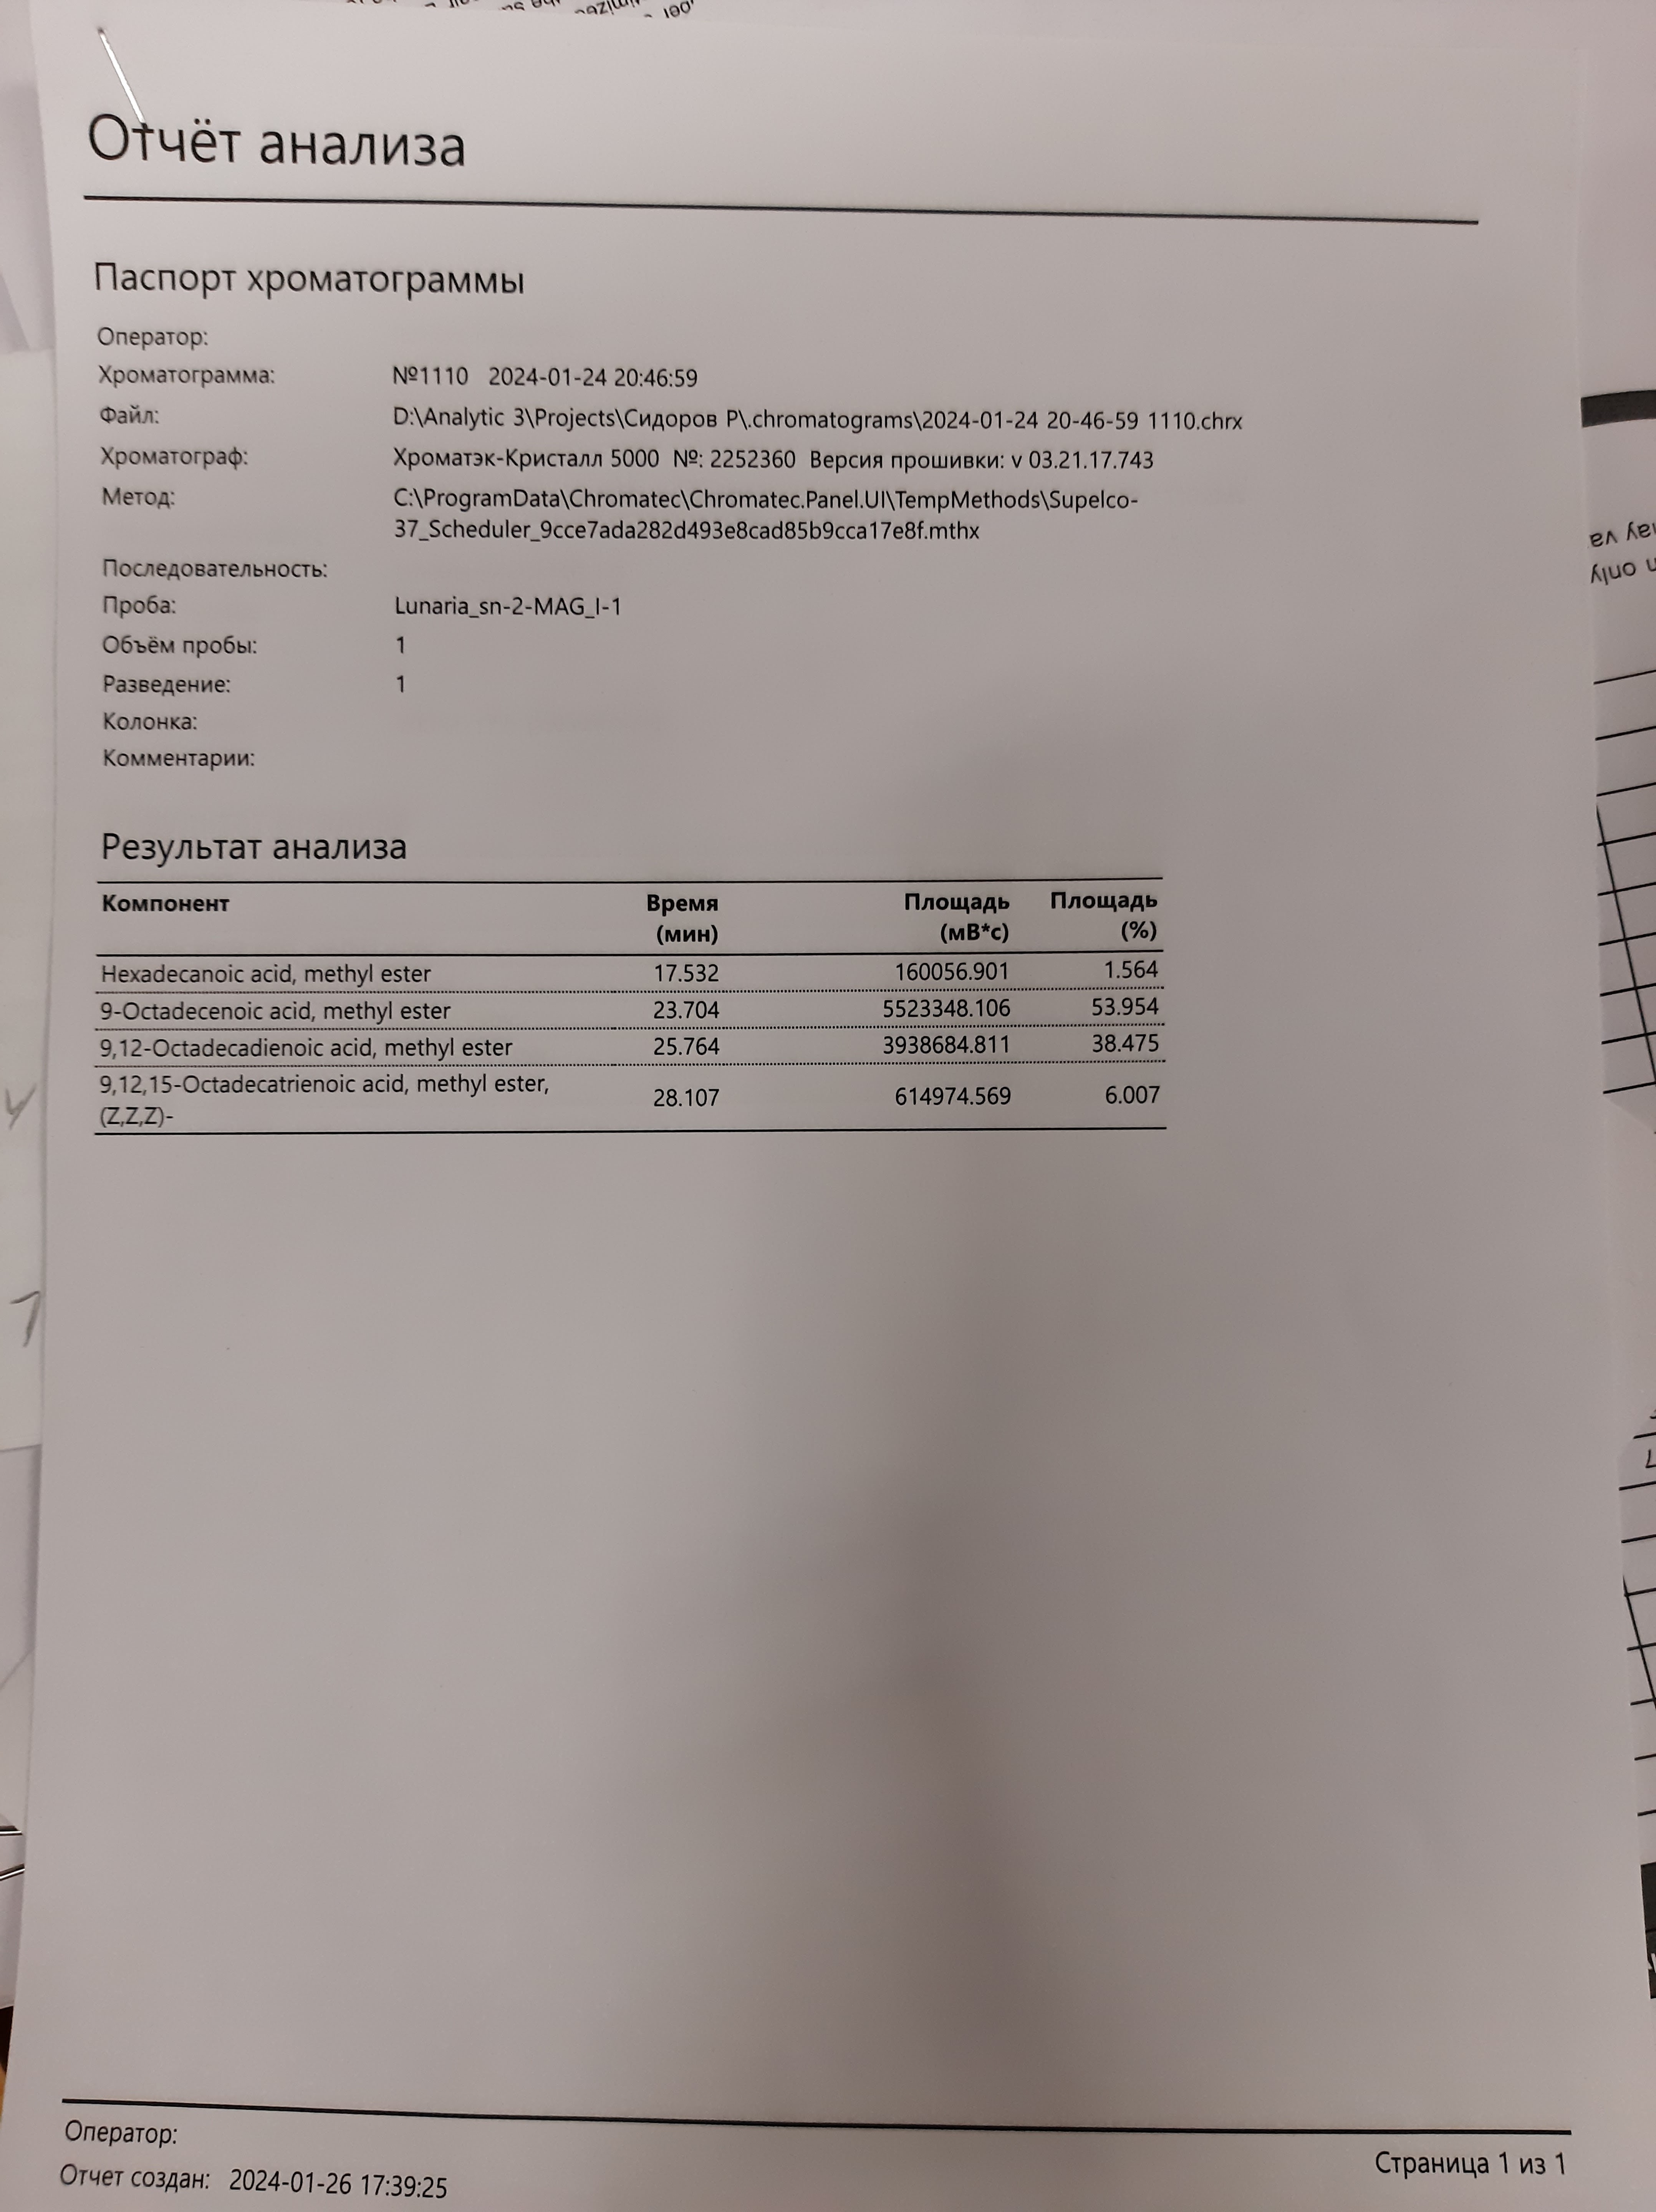 Отчёт анализа
Паспорт хроматограммы
Оператор:
Хроматограмма: №1110 2024-01-24 20:46:59
Файл: D:\Analytic 3\Projects\Сидоров Р\.chromatograms\2024-01-24 20-46-59 1110.chrx
Хроматограф: Хроматэк-Кристалл 5000 №: 2252360 Версия прошивки: v 03.21.17.743
Метод: C:\ProgramData\Chromatec\Chromatec.Panel.UI\TempMethods\Supelco-
37_Scheduler_9cce7ada282d493e8cad85b9cca17e8f.mthx
Последовательность:
Проба: Lunaria_sn-2-MAG_I-1
Объём пробы: 1
Разведение: 1
Колонка:
Комментарии:
Результат анализа
Компонент Время Площадь Площадь
(мин) (мВ*с) (%)
Hexadecanoic acid, methyl ester 17.532 160056.901 1.564
9-Octadecenoic acid, methyl ester 23.704 5523348.106 53.954
9,12-Octadecadienoic acid, methyl ester 25.764 3938684.811 38.475
9,12,15-Octadecatrienoic acid, methyl ester, 28.107 614974.569 6.007
(Z,Z,Z)-
Оператор:
Отчет создан: 2024-01-26 17:39:25
Страница 1 из 1
only